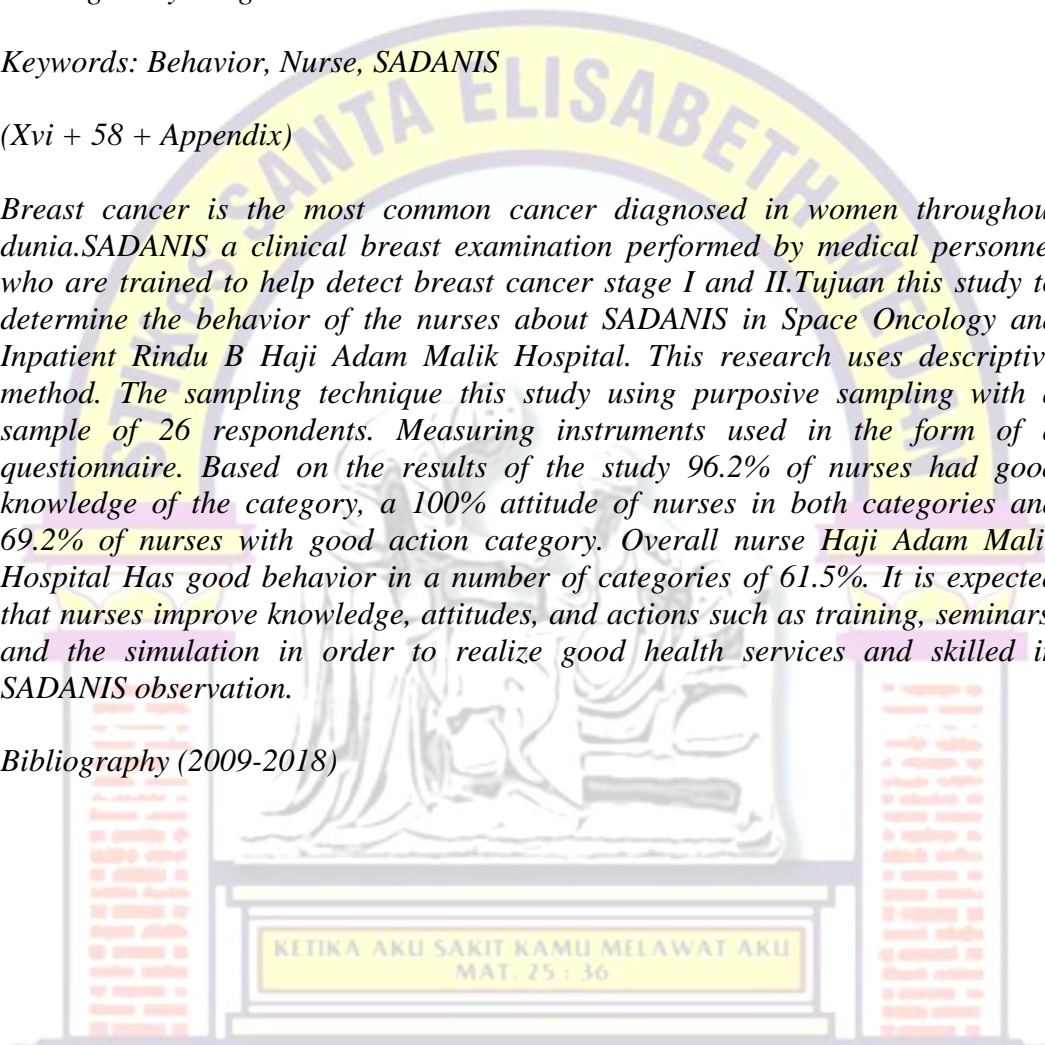 Keywords: Behavior, Nurse, SADANIS
(Xvi + 58 + Appendix)
STIKes SANTA ELISABETH MEDAN
Breast cancer is the most common cancer diagnosed in women throughou
dunia.SADANIS a clinical breast examination performed by medical personne
who are trained to help detect breast cancer stage I and II.Tujuan this study to
determine the behavior of the nurses about SADANIS in Space Oncology and
Inpatient Rindu B Haji Adam Malik Hospital. This research uses descriptiv
method. The sampling technique this study using purposive sampling with a
sample of 26 respondents. Measuring instruments used in the form of a
questionnaire. Based on the results of the study 96.2% of nurses had good
knowledge of the category, a 100% attitude of nurses in both categories and
69.2% of nurses with good action category. Overall nurse Haji Adam Mali
Hospital Has good behavior in a number of categories of 61.5%. It is expected
that nurses improve knowledge, attitudes, and actions such as training, seminars
and the simulation in order to realize good health services and skilled in
SADANIS observation.
Bibliography (2009-2018)
KETIKA AKU SAKIT KAMU MELAWAT AKU
MAT. 25 : 36